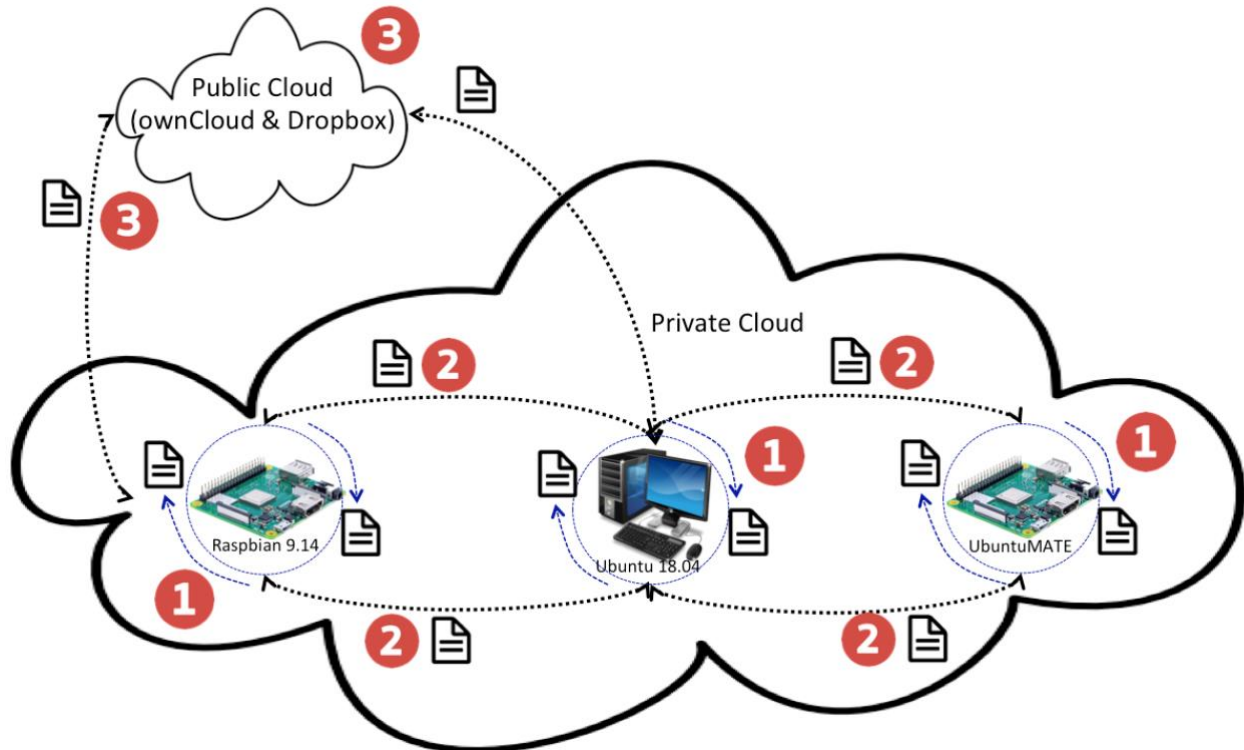 3
Public Cloud
(ownCloud & Dropbox)
3
Private Cloud
2
2
1
1
Raspbian 9.14
Ubuntu 18.04
UbuntuMATE
1
2
2